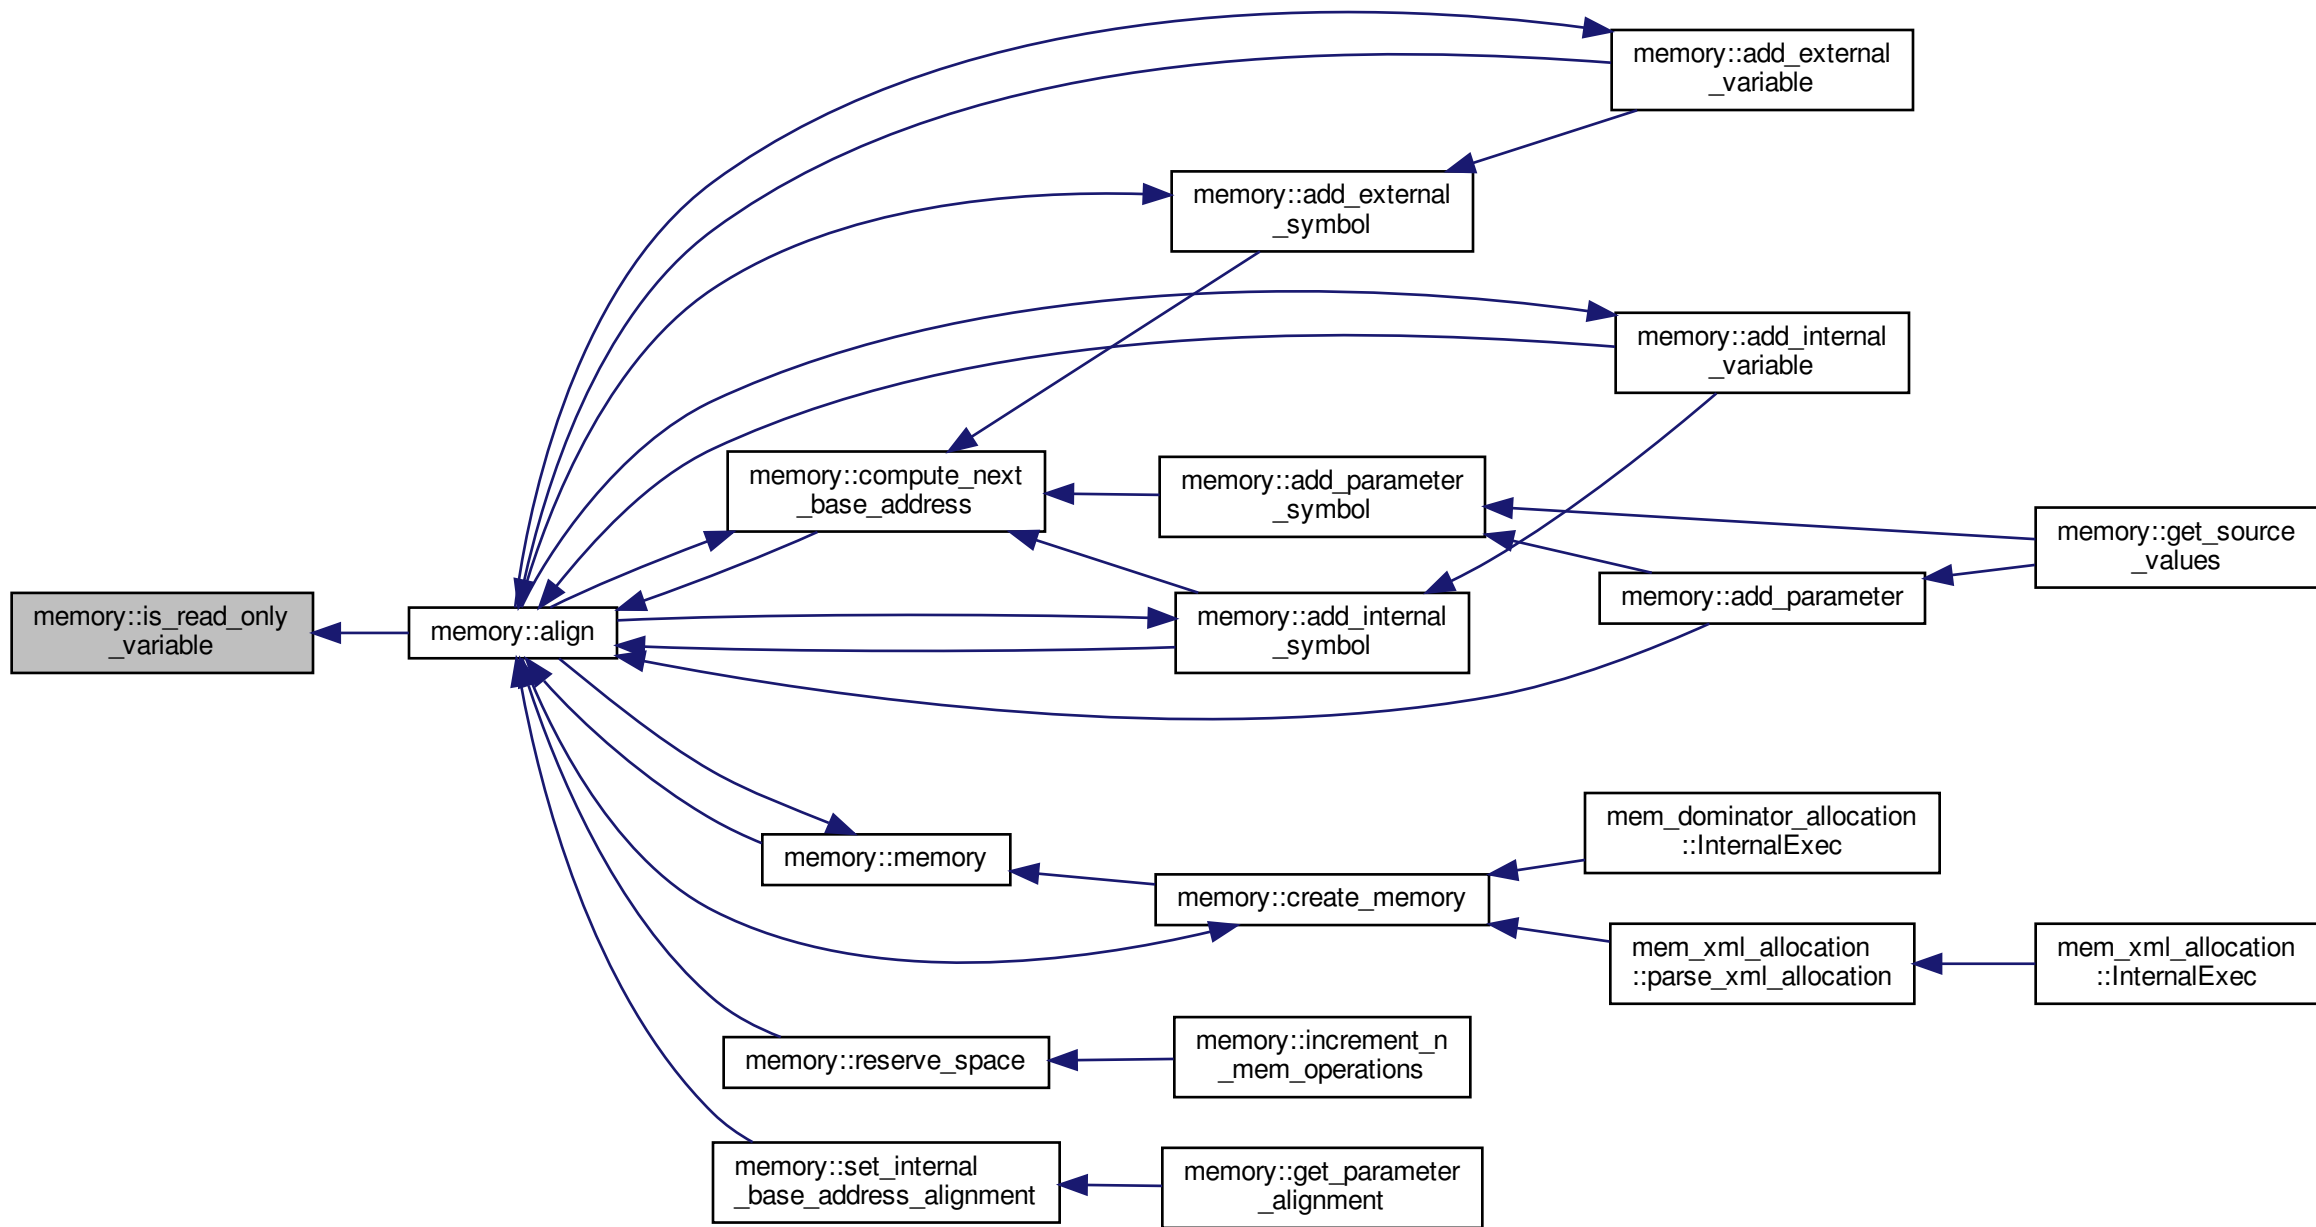 memory::add_external
_variable
memory::add_external
_symbol
memory::add_internal
_variable
memory::compute_next
_base_address
memory::add_parameter
_symbol
memory::get_source
_values
memory::is_read_only
_variable
memory::align
memory::add_internal
_symbol
memory::add_parameter
mem_dominator_allocation
::InternalExec
memory::memory
memory::create_memory
mem_xml_allocation
::parse_xml_allocation
mem_xml_allocation
::InternalExec
memory::reserve_space
memory::increment_n
_mem_operations
memory::set_internal
_base_address_alignment
memory::get_parameter
_alignment